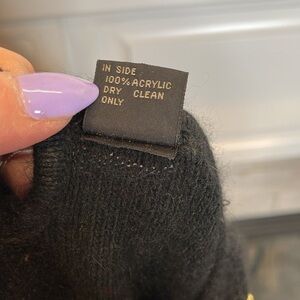 IN SIDE
100% ACRYLIC
DRY CLEAN
ONLY